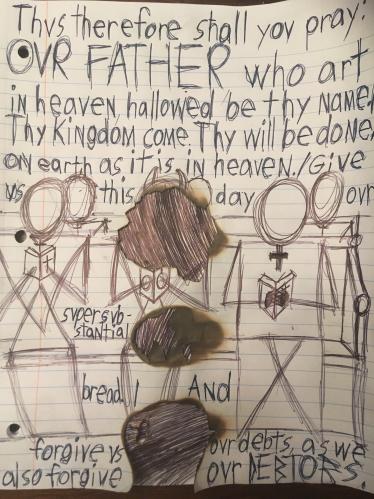 Thvs therefore shall yov pray:
OVR FATHER who art
in heaven, hallowed be thy NAME.
Thy KINgdom come. Thy will be done,
ON earth as it is in heaven./Give
vs this day ovr
svpersvb-
stantial
bread./ AND
forgive vs ovr debts, as we
also forgive ovr DEBTORS.